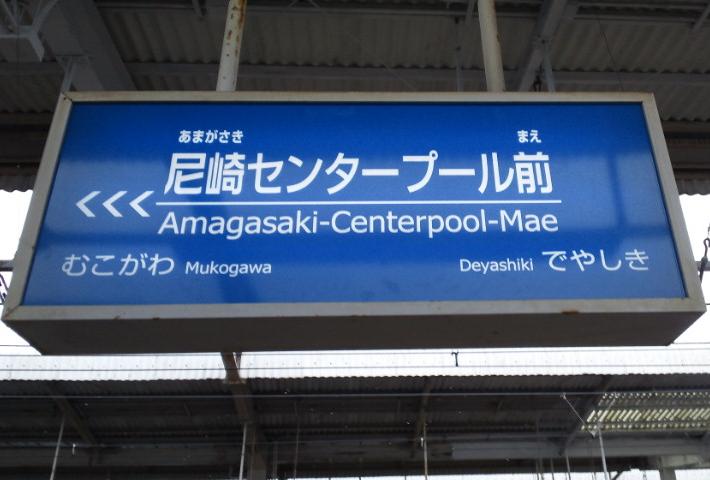 あまがさき まえ
<<< 尼崎センタープール前
Amagasaki-Centerpool-Mae
むこがわ Mukogawa Deyashiki でやしき